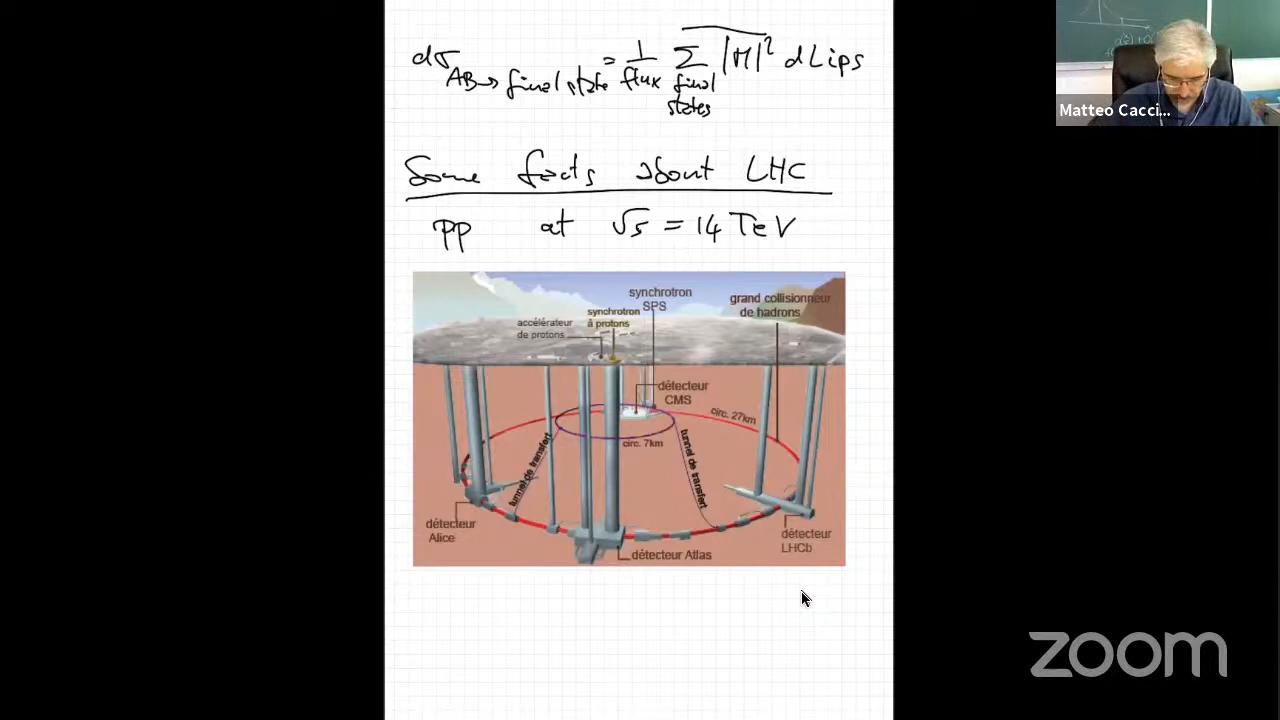 dσ AB→ final state = 1/flux Σ final states |M|² dLips
Some facts about LHC
pp at √s = 14 TeV
synchrotron
SPS
grand collisionneur
de hadrons
synchrotron
à protons
accélérateur
de protons
détecteur
CMS
circ. 27km
circ. 7km
tunnel de transfert
tunnel de transfert
détecteur
Alice
détecteur Atlas
détecteur
LHCb
Matteo Cacci...
zoom